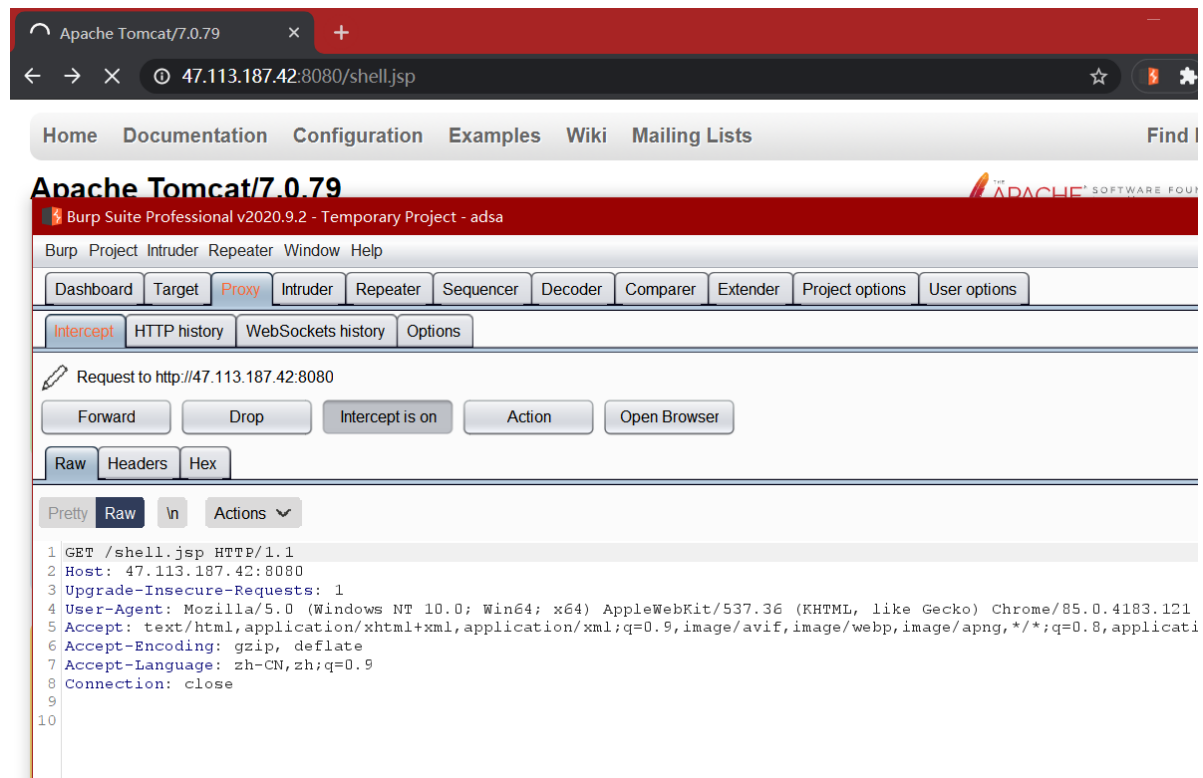 Apache Tomcat/7.0.79
47.113.187.42:8080/shell.jsp
Home Documentation Configuration Examples Wiki Mailing Lists Find
Apache Tomcat/7.0.79
THE APACHE SOFTWARE FOUN
Burp Suite Professional v2020.9.2 - Temporary Project - adsa
Burp Project Intruder Repeater Window Help
Dashboard Target Proxy Intruder Repeater Sequencer Decoder Comparer Extender Project options User options
Intercept HTTP history WebSockets history Options
Request to http://47.113.187.42:8080
Forward Drop Intercept is on Action Open Browser
Raw Headers Hex
Pretty Raw \n Actions
1 GET /shell.jsp HTTP/1.1
2 Host: 47.113.187.42:8080
3 Upgrade-Insecure-Requests: 1
4 User-Agent: Mozilla/5.0 (Windows NT 10.0; Win64; x64) AppleWebKit/537.36 (KHTML, like Gecko) Chrome/85.0.4183.121
5 Accept: text/html,application/xhtml+xml,application/xml;q=0.9,image/avif,image/webp,image/apng,*/*;q=0.8,applicati
6 Accept-Encoding: gzip, deflate
7 Accept-Language: zh-CN,zh;q=0.9
8 Connection: close
9
10